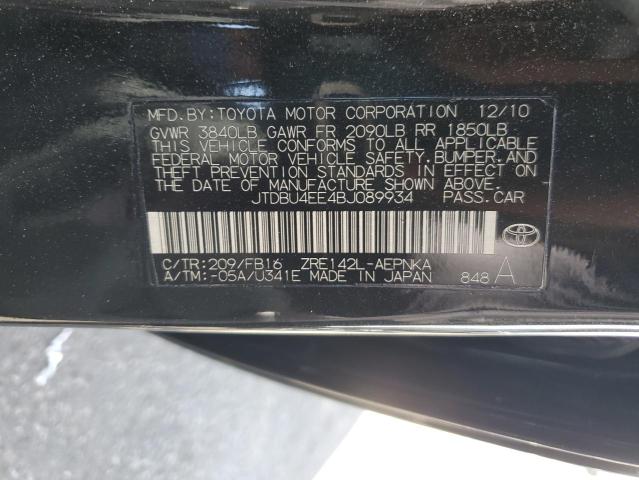 MFD.BY:TOYOTA MOTOR CORPORATION 12/10
GVWR 3840LB GAWR FR 2090LB RR 1850LB
THIS VEHICLE CONFORMS TO ALL APPLICABLE
FEDERAL MOTOR VEHICLE SAFETY,BUMPER,AND
THEFT PREVENTION STANDARDS IN EFFECT ON
THE DATE OF MANUFACTURE SHOWN ABOVE.
JTDBU4EE4BJ089934 PASS.CAR
C/TR:209/FB16 ZRE142L-AEPNKA
A/TM:-05A/U341E MADE IN JAPAN 848 A